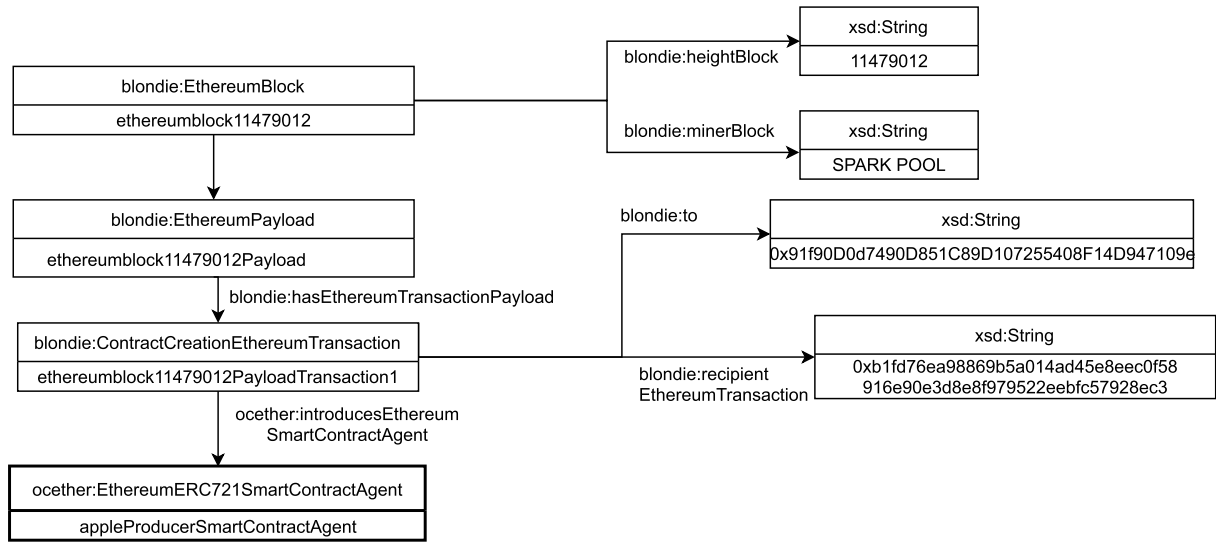 xsd:String
blondie:heightBlock
11479012
blondie:EthereumBlock
ethereumblock11479012
blondie:minerBlock
xsd:String
SPARK POOL
blondie:EthereumPayload
ethereumblock11479012Payload
blondie:to
xsd:String
0x91f90D0d7490D851C89D107255408F14D947109e
blondie:hasEthereumTransactionPayload
blondie:ContractCreationEthereumTransaction
ethereumblock11479012PayloadTransaction1
xsd:String
0xb1fd76ea98869b5a014ad45e8eec0f58
916e90e3d8e8f979522eebfc57928ec3
blondie:recipient
EthereumTransaction
ocether:introducesEthereum
SmartContractAgent
ocether:EthereumERC721SmartContractAgent
appleProducerSmartContractAgent